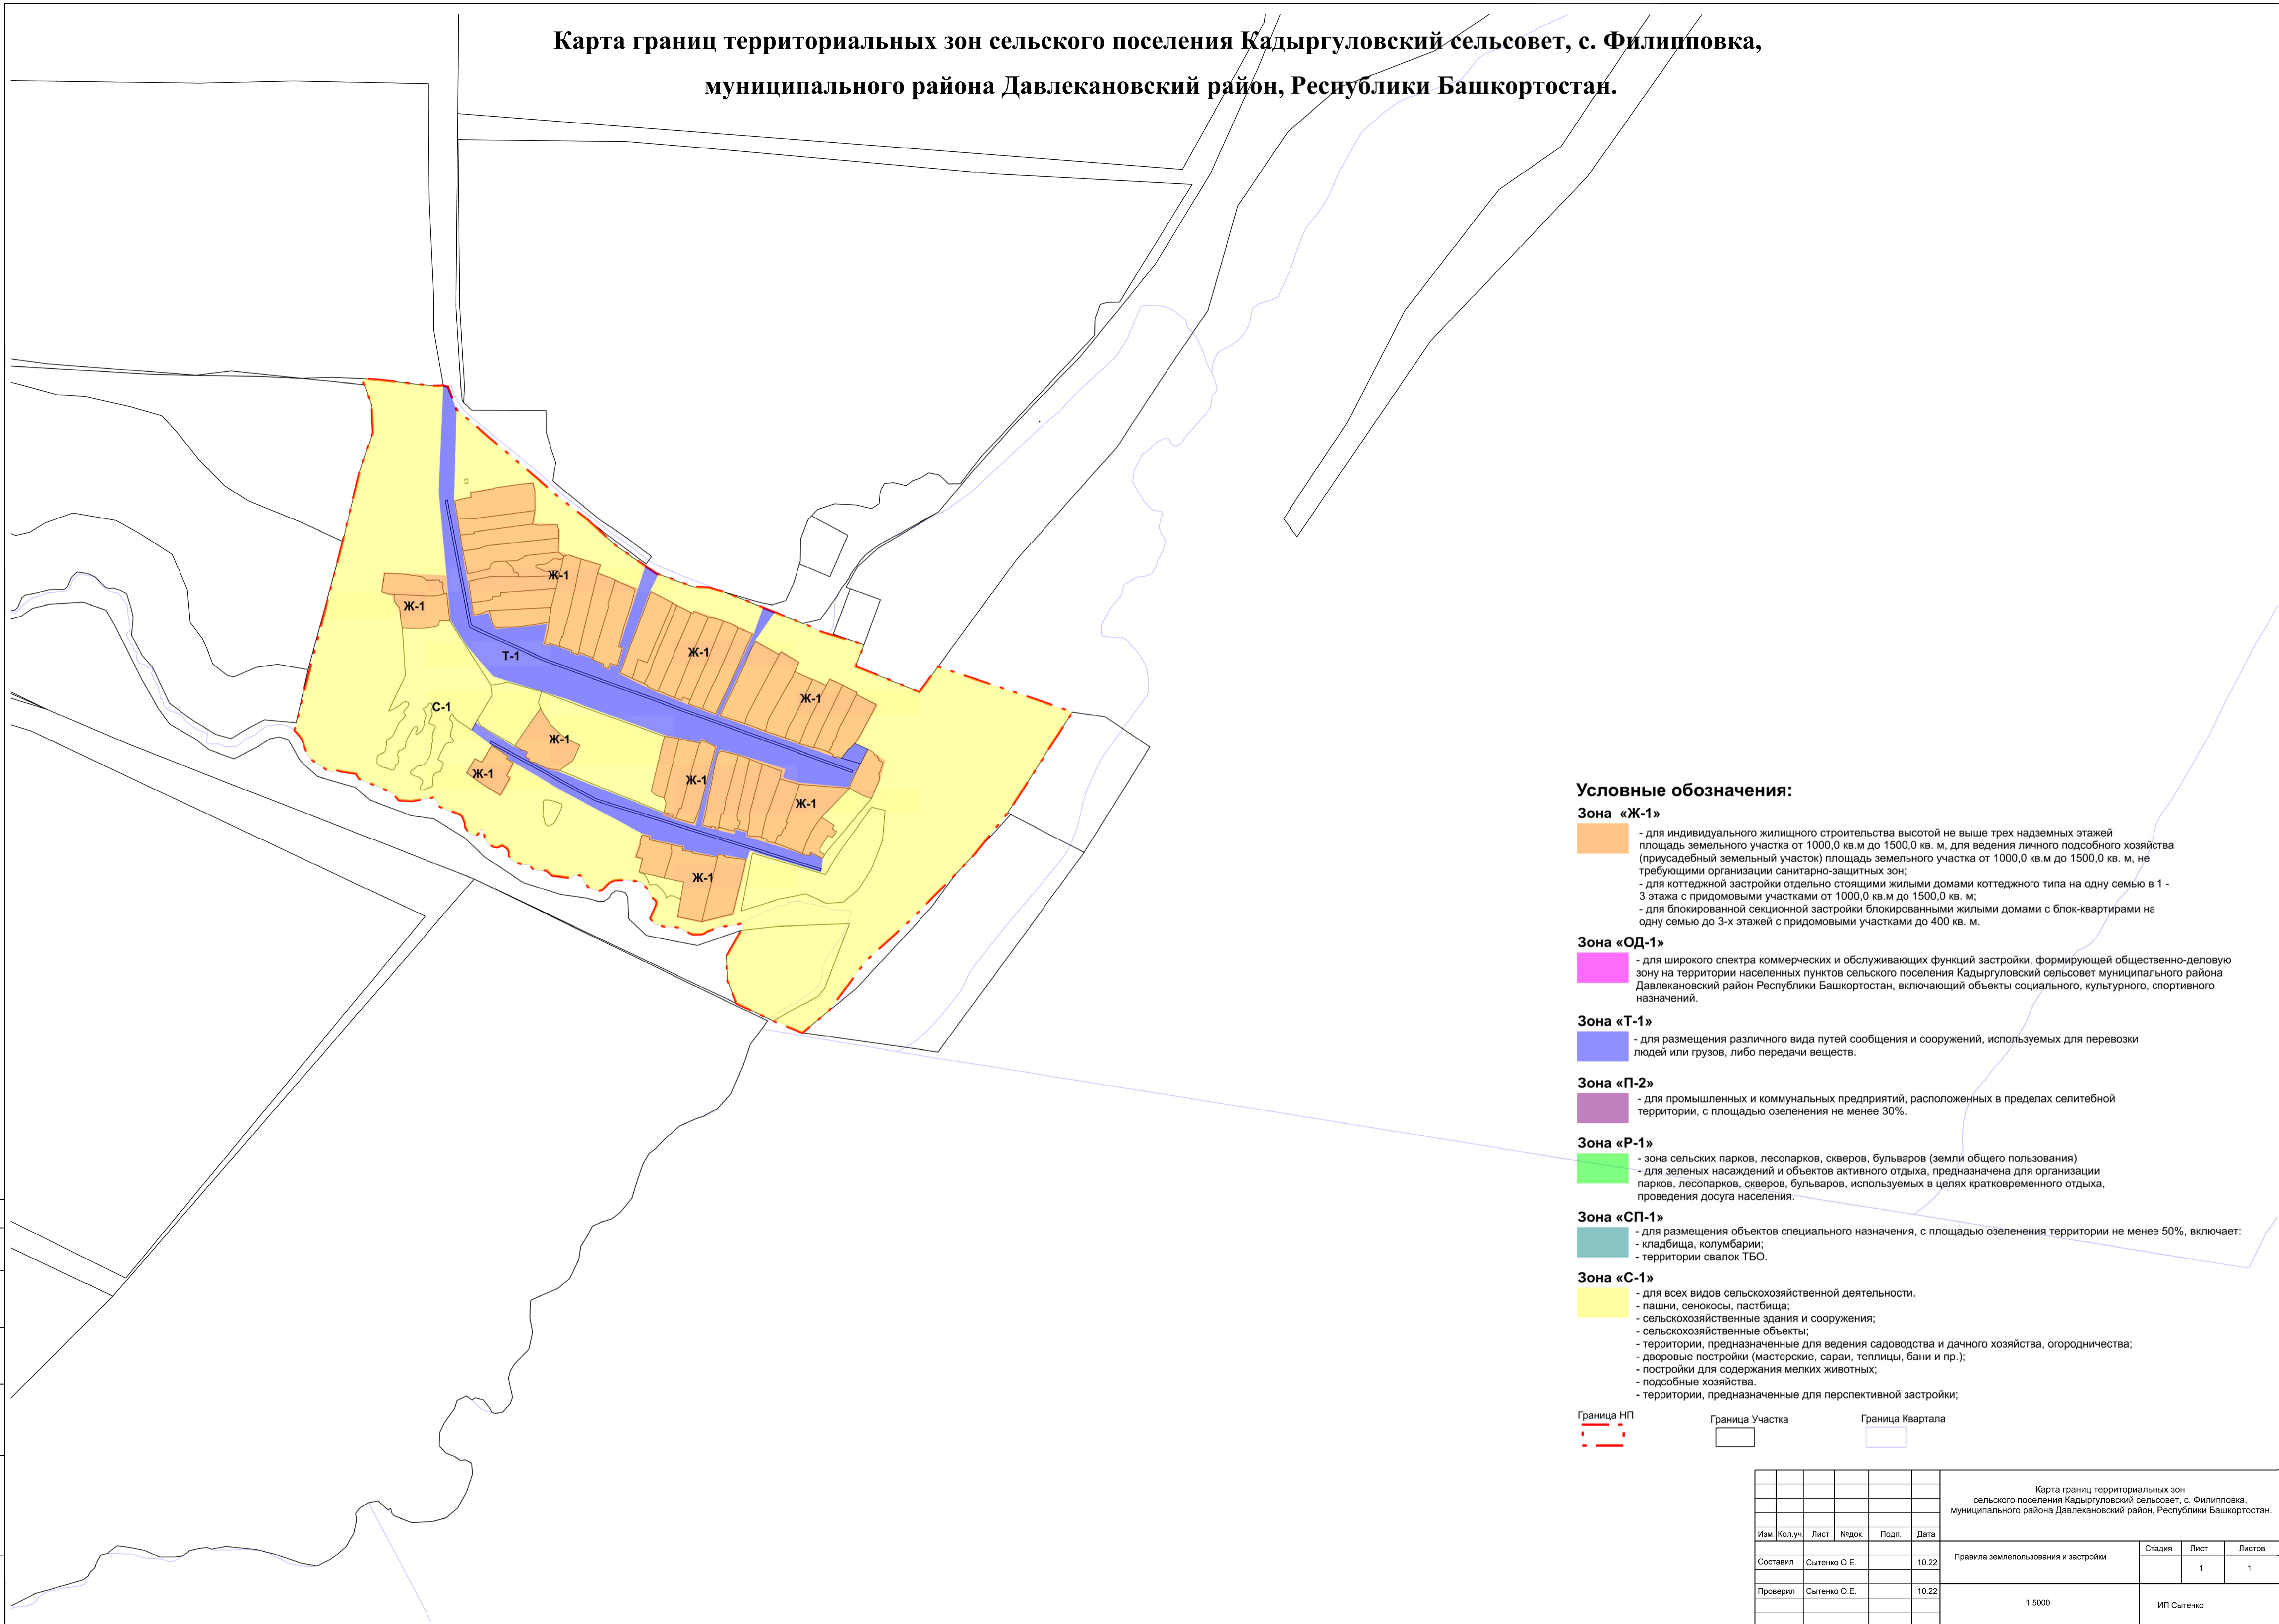 Карта границ территориальных зон сельского поселения Кадыргуловский сельсовет, с. Филипповка,
муниципального района Давлекановский район, Республики Башкортостан.
Ж-1
Ж-1
Т-1
Ж-1
Ж-1
С-1
Ж-1
Ж-1
Ж-1
Ж-1
Ж-1
Условные обозначения:
Зона «Ж-1»
- для индивидуального жилищного строительства высотой не выше трех надземных этажей
площадь земельного участка от 1000,0 кв.м до 1500,0 кв. м, для ведения личного подсобного хозяйства
(приусадебный земельный участок) площадь земельного участка от 1000,0 кв.м до 1500,0 кв. м, не
требующими организации санитарно-защитных зон;
- для коттеджной застройки отдельно стоящими жилыми домами коттеджного типа на одну семью в 1 -
3 этажа с придомовыми участками от 1000,0 кв.м до 1500,0 кв. м;
- для блокированной секционной застройки блокированными жилыми домами с блок-квартирами на
одну семью до 3-х этажей с придомовыми участками до 400 кв. м.
Зона «ОД-1»
- для широкого спектра коммерческих и обслуживающих функций застройки, формирующей общественно-деловую
зону на территории населенных пунктов сельского поселения Кадыргуловский сельсовет муниципального района
Давлекановский район Республики Башкортостан, включающий объекты социального, культурного, спортивного
назначений.
Зона «Т-1»
- для размещения различного вида путей сообщения и сооружений, используемых для перевозки
людей или грузов, либо передачи веществ.
Зона «П-2»
- для промышленных и коммунальных предприятий, расположенных в пределах селитебной
территории, с площадью озеленения не менее 30%.
Зона «Р-1»
- зона сельских парков, лесспарков, скверов, бульваров (земли общего пользования)
- для зеленых насаждений и объектов активного отдыха, предназначена для организации
парков, лесопарков, скверов, бульваров, используемых в целях кратковременного отдыха,
проведения досуга населения.
Зона «СП-1»
- для размещения объектов специального назначения, с площадью озеленения территории не менее 50%, включает:
- кладбища, колумбарии;
- территории свалок ТБО.
Зона «С-1»
- для всех видов сельскохозяйственной деятельности.
- пашни, сенокосы, пастбища;
- сельскохозяйственные здания и сооружения;
- сельскохозяйственные объекты;
- территории, предназначенные для ведения садоводства и дачного хозяйства, огородничества;
- дворовые постройки (мастерские, сараи, теплицы, бани и пр.);
- постройки для содержания мелких животных;
- подсобные хозяйства.
- территории, предназначенные для перспективной застройки;
Граница НП Граница Участка Граница Квартала
Карта границ территориальных зон
сельского поселения Кадыргуловский сельсовет, с. Филипповка,
муниципального района Давлекановский район, Республики Башкортостан.
Изм. Кол.уч Лист №док. Подп. Дата
Составил Сытенко О.Е. 10.22 Правила землепользования и застройки Стадия Лист Листов
1 1
Проверил Сытенко О.Е. 10.22
1:5000 ИП Сытенко